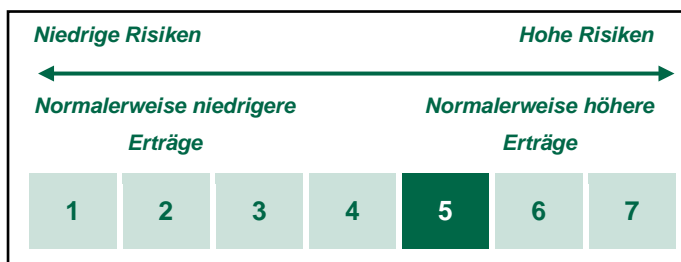 Niedrige Risiken Hohe Risiken
Normalerweise niedrigere Normalerweise höhere
Erträge Erträge
1 2 3 4 5 6 7